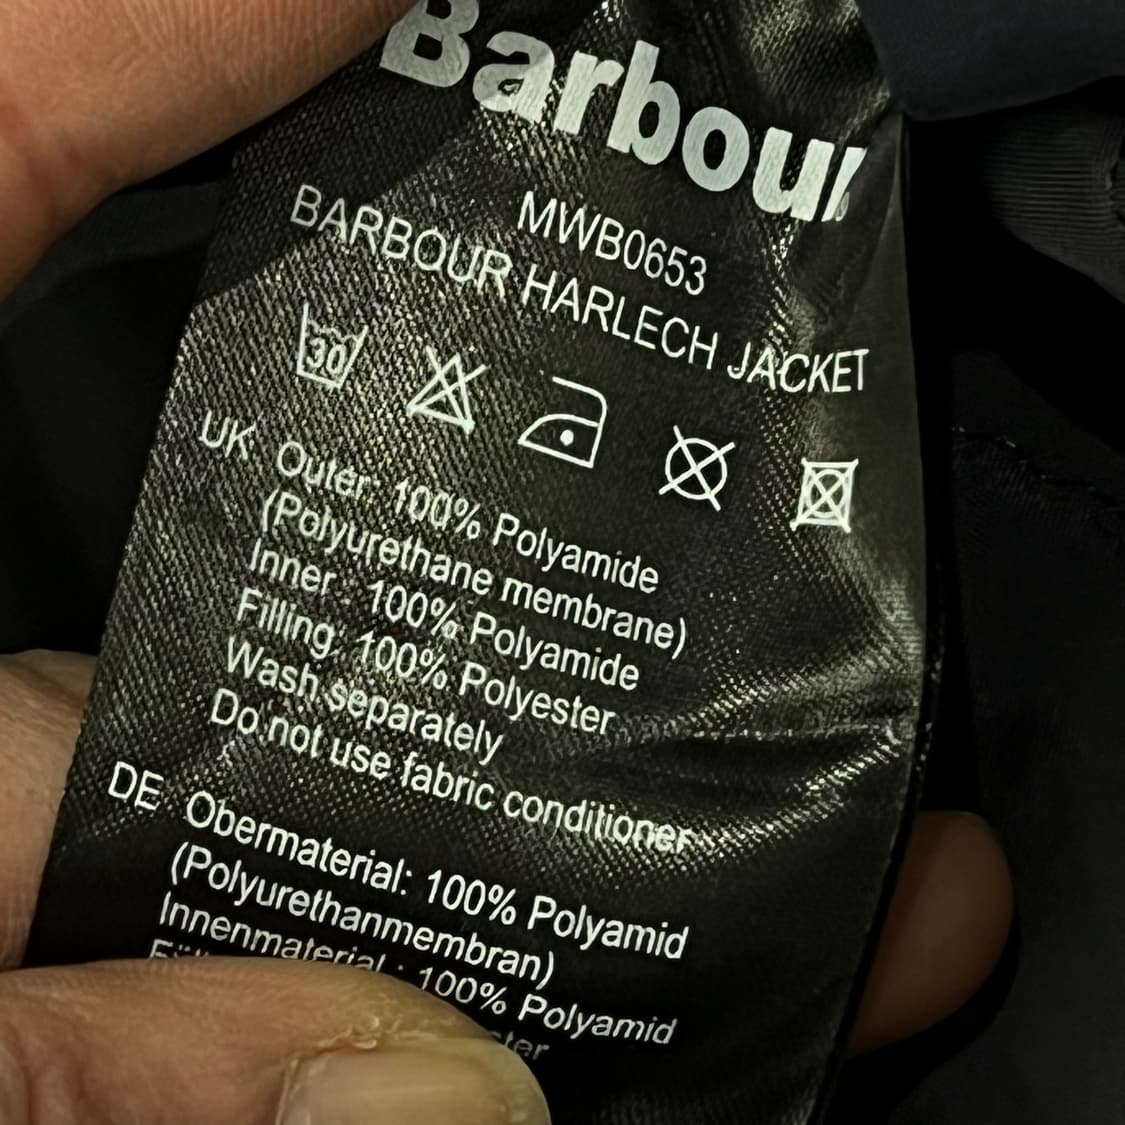 Barbour
MWB0653
BARBOUR HARLECH JACKET
30
UK Outer: 100% Polyamide
(Polyurethane membrane)
Inner : 100% Polyamide
Filling: 100% Polyester
Wash separately
Do not use fabric conditioner
DE Obermaterial: 100% Polyamid
(Polyurethanmembran)
Innenmaterial : 100% Polyamid